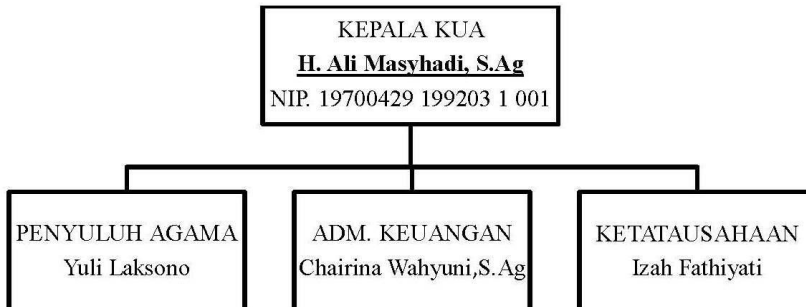 KEPALA KUA
H. Ali Masyhadi, S.Ag
NIP. 19700429 199203 1 001
PENYULUH AGAMA
Yuli Laksono
ADM. KEUANGAN
Chairina Wahyuni,S.Ag
KETATAUSAHAAN
Izah Fathiyati